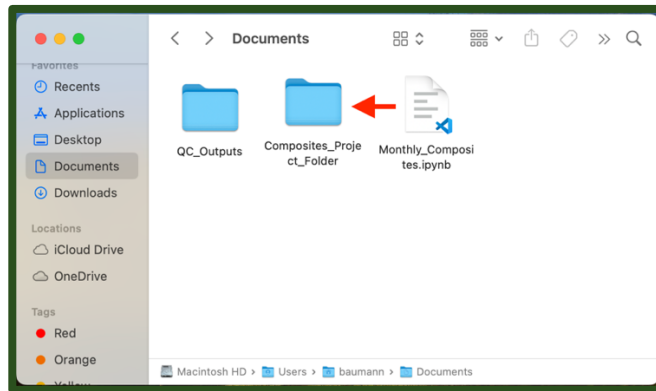 Documents
Favorites
Recents
Applications
Desktop
Documents
Downloads
Locations
iCloud Drive
OneDrive
Tags
Red
Orange
Yellow
QC_Outputs
Composites_Proje
ct_Folder
Monthly_Composi
tes.ipynb
Macintosh HD › Users › baumann › Documents